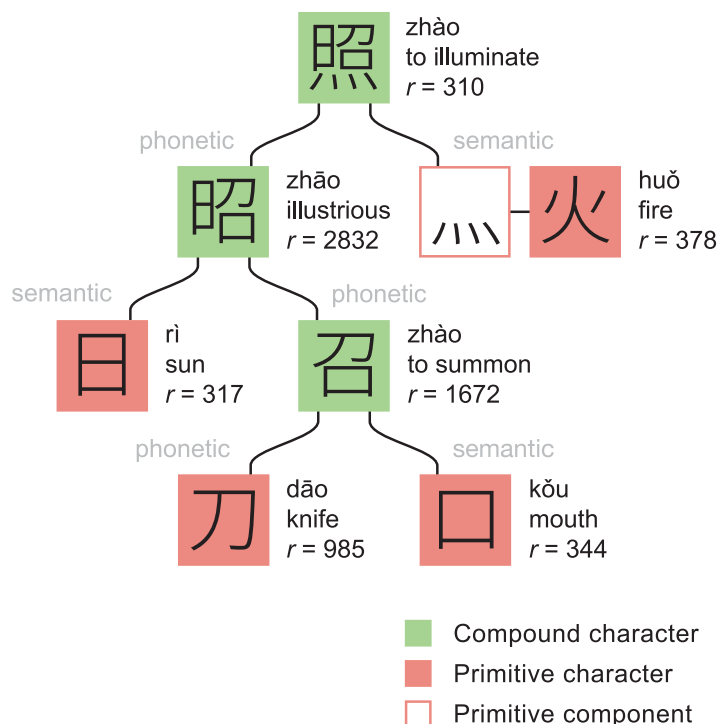 照
zhào
to illuminate
r = 310
phonetic
semantic
昭
zhāo
illustrious
r = 2832
灬
火
huǒ
fire
r = 378
semantic
phonetic
日
rì
sun
r = 317
召
zhào
to summon
r = 1672
phonetic
semantic
刀
dāo
knife
r = 985
口
kǒu
mouth
r = 344
Compound character
Primitive character
Primitive component